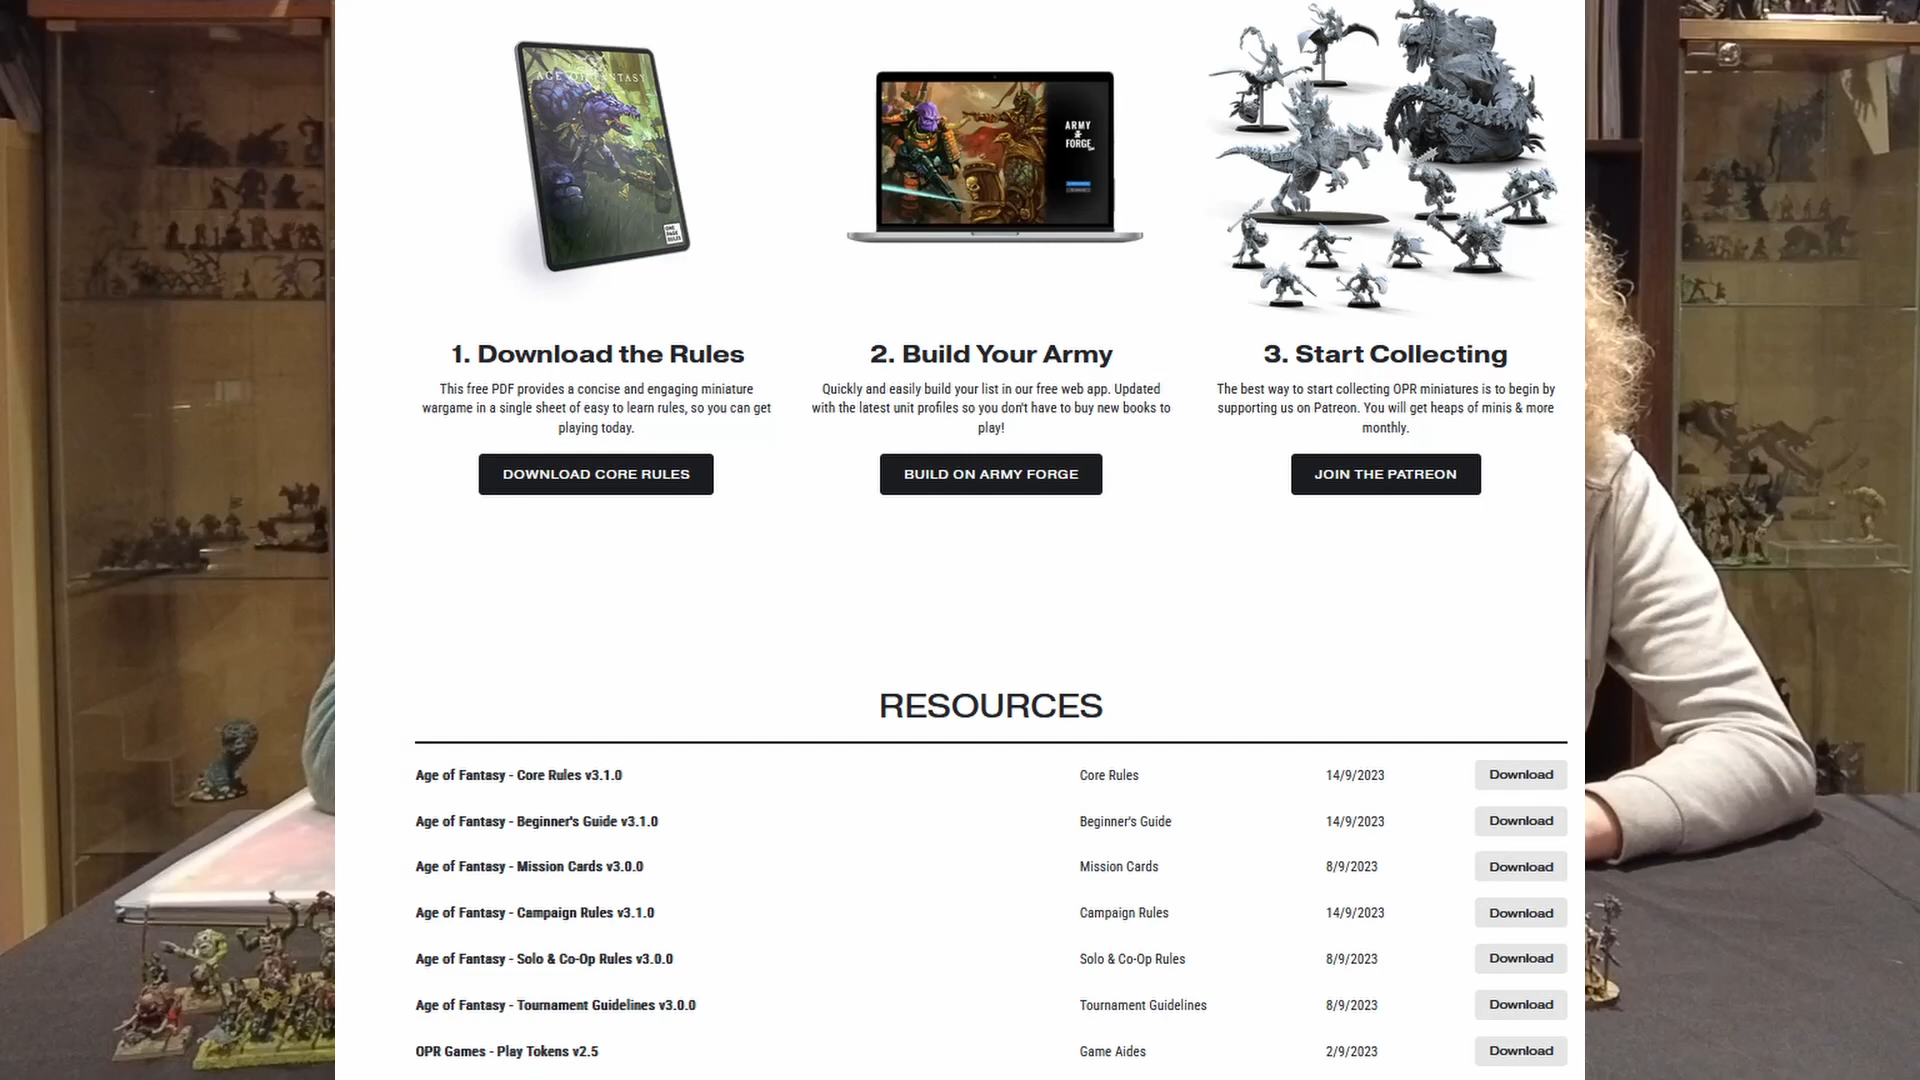 AGE OF FANTASY
ONE
PAGE
RULES
ARMY
FORGE
1. Download the Rules
This free PDF provides a concise and engaging miniature
wargame in a single sheet of easy to learn rules, so you can get
playing today.
DOWNLOAD CORE RULES
2. Build Your Army
Quickly and easily build your list in our free web app. Updated
with the latest unit profiles so you don't have to buy new books to
play!
BUILD ON ARMY FORGE
3. Start Collecting
The best way to start collecting OPR miniatures is to begin by
supporting us on Patreon. You will get heaps of minis & more
monthly.
JOIN THE PATREON
RESOURCES
Age of Fantasy - Core Rules v3.1.0 Core Rules 14/9/2023 Download
Age of Fantasy - Beginner's Guide v3.1.0 Beginner's Guide 14/9/2023 Download
Age of Fantasy - Mission Cards v3.0.0 Mission Cards 8/9/2023 Download
Age of Fantasy - Campaign Rules v3.1.0 Campaign Rules 14/9/2023 Download
Age of Fantasy - Solo & Co-Op Rules v3.0.0 Solo & Co-Op Rules 8/9/2023 Download
Age of Fantasy - Tournament Guidelines v3.0.0 Tournament Guidelines 8/9/2023 Download
OPR Games - Play Tokens v2.5 Game Aides 2/9/2023 Download